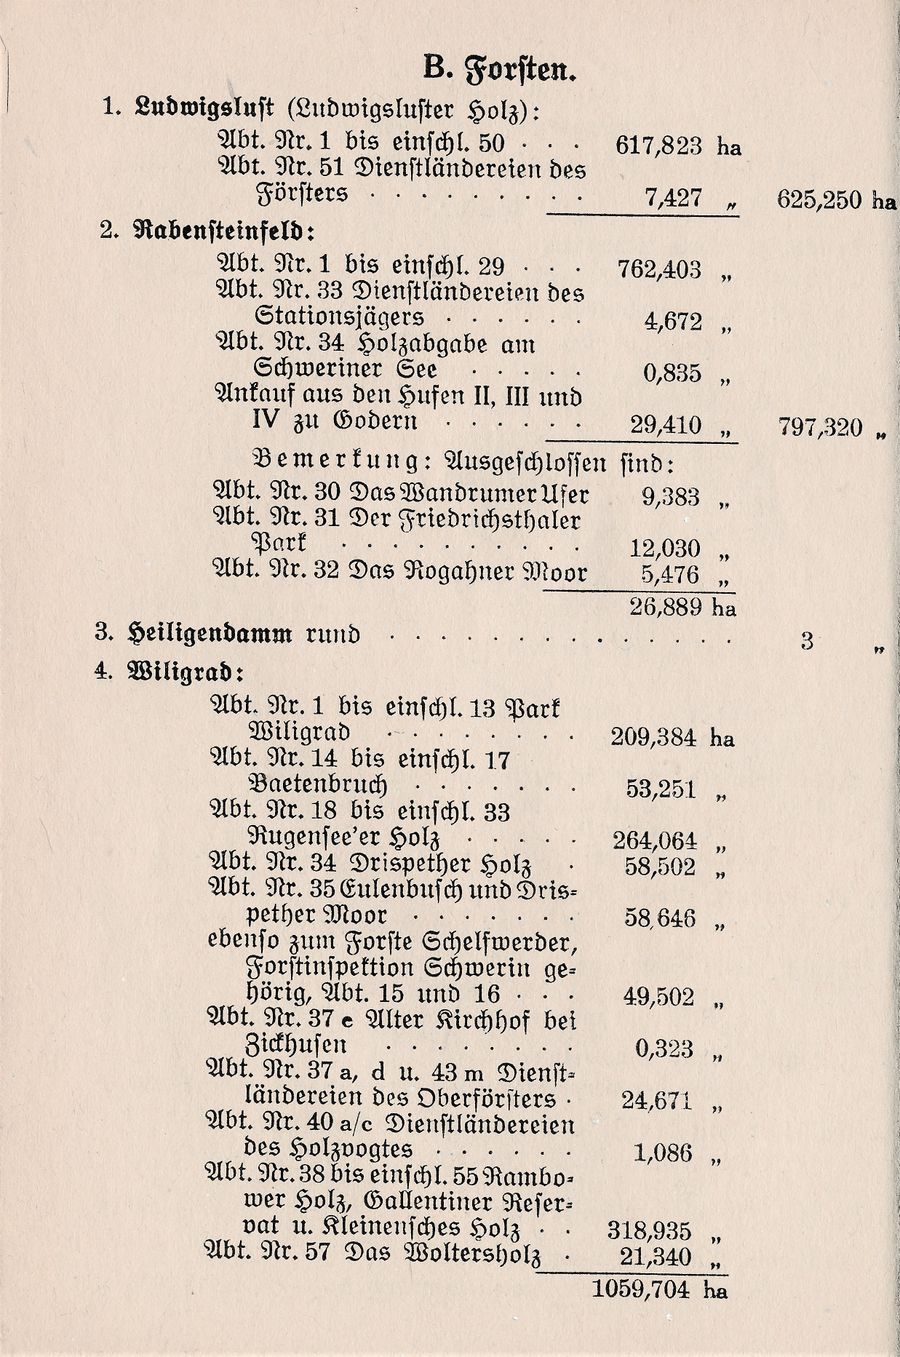 B. Forsten.
1. Ludwigslust (Ludwigsluster Holz):
Abt. Nr. 1 bis einschl. 50 · · · 617,823 ha
Abt. Nr. 51 Dienstländereien des
Försters · · · · · · · · · 7,427 „ 625,250 ha
2. Rabensteinfeld:
Abt. Nr. 1 bis einschl. 29 · · · 762,403 „
Abt. Nr. 33 Dienstländereien des
Stationsjägers · · · · · · 4,672 „
Abt. Nr. 34 Holzabgabe am
Schweriner See · · · · · 0,835 „
Ankauf aus den Hufen II, III und
IV zu Godern · · · · · · 29,410 „ 797,320 „
Bemerkung: Ausgeschlossen sind:
Abt. Nr. 30 Das Wandrumer Ufer 9,383 „
Abt. Nr. 31 Der Friedrichsthaler
Park · · · · · · · · · · 12,030 „
Abt. Nr. 32 Das Rogahner Moor 5,476 „
26,889 ha
3. Heiligendamm rund · · · · · · · · · · · · · · 3 „
4. Wiligrad:
Abt. Nr. 1 bis einschl. 13 Park
Wiligrad · · · · · · · · 209,384 ha
Abt. Nr. 14 bis einschl. 17
Baetenbruch · · · · · · · 53,251 „
Abt. Nr. 18 bis einschl. 33
Rugensee'er Holz · · · · · 264,064 „
Abt. Nr. 34 Drispether Holz · 58,502 „
Abt. Nr. 35 Eulenbusch und Dris-
pether Moor · · · · · · · 58,646 „
ebenso zum Forste Schelfwerder,
Forstinspektion Schwerin ge-
hörig, Abt. 15 und 16 · · · 49,502 „
Abt. Nr. 37 e Alter Kirchhof bei
Zickhusen · · · · · · · · 0,323 „
Abt. Nr. 37 a, d u. 43 m Dienst-
ländereien des Oberförsters · 24,671 „
Abt. Nr. 40 a/c Dienstländereien
des Holzvogtes · · · · · · 1,086 „
Abt. Nr. 38 bis einschl. 55 Rambo-
wer Holz, Gallentiner Reser-
vat u. Kleinensches Holz · · 318,935 „
Abt. Nr. 57 Das Woltersholz · 21,340 „
1059,704 ha